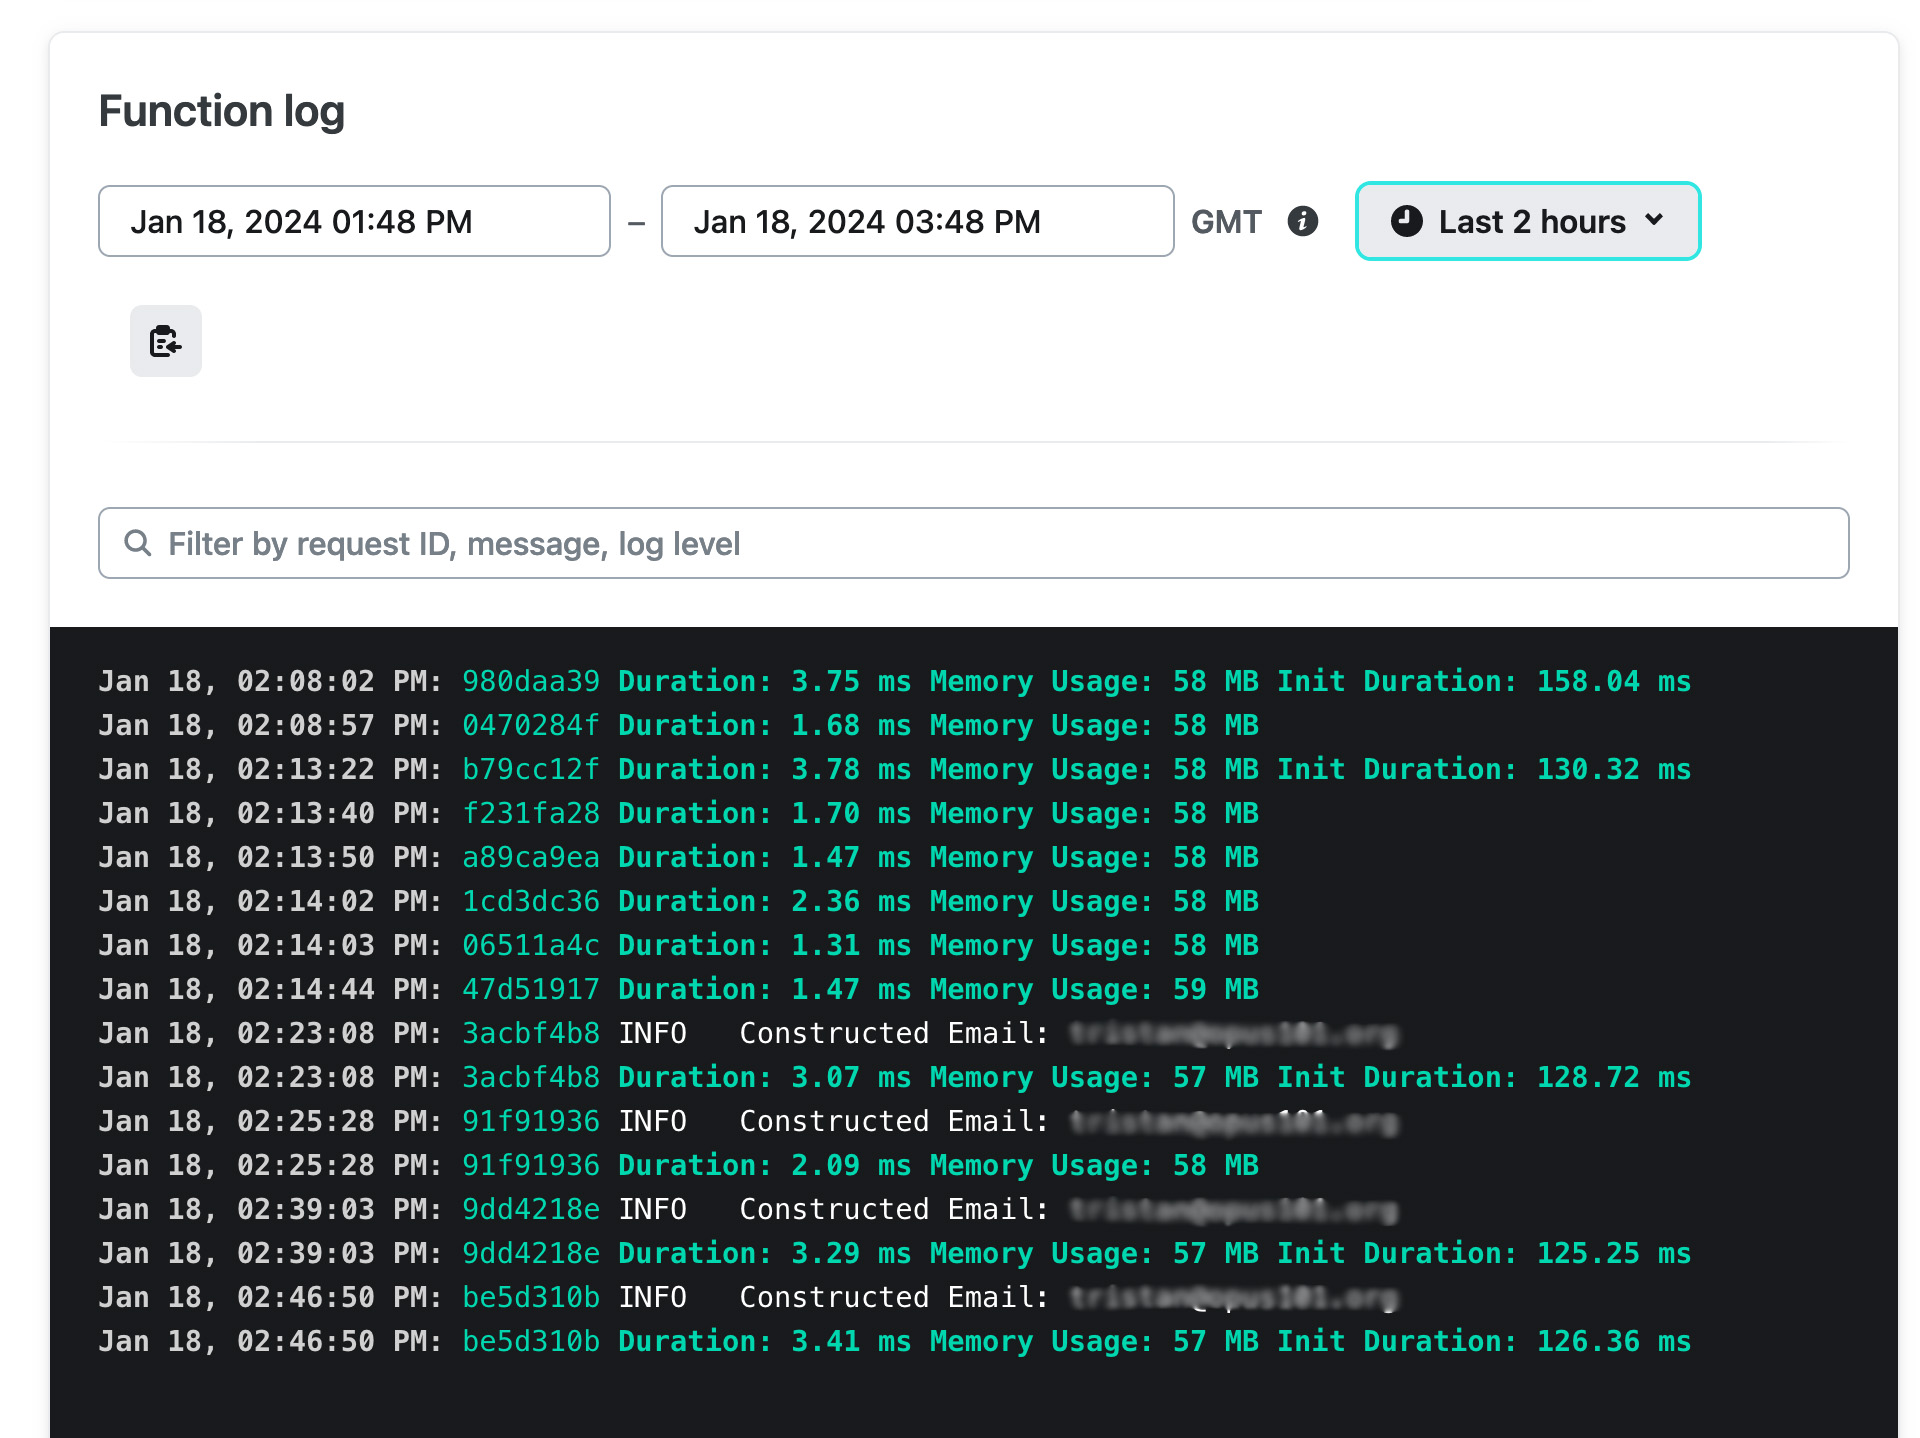 Function log
Jan 18, 2024 01:48 PM – Jan 18, 2024 03:48 PM GMT Last 2 hours
Filter by request ID, message, log level
Jan 18, 02:08:02 PM: 980daa39 Duration: 3.75 ms Memory Usage: 58 MB Init Duration: 158.04 ms
Jan 18, 02:08:57 PM: 0470284f Duration: 1.68 ms Memory Usage: 58 MB
Jan 18, 02:13:22 PM: b79cc12f Duration: 3.78 ms Memory Usage: 58 MB Init Duration: 130.32 ms
Jan 18, 02:13:40 PM: f231fa28 Duration: 1.70 ms Memory Usage: 58 MB
Jan 18, 02:13:50 PM: a89ca9ea Duration: 1.47 ms Memory Usage: 58 MB
Jan 18, 02:14:02 PM: 1cd3dc36 Duration: 2.36 ms Memory Usage: 58 MB
Jan 18, 02:14:03 PM: 06511a4c Duration: 1.31 ms Memory Usage: 58 MB
Jan 18, 02:14:44 PM: 47d51917 Duration: 1.47 ms Memory Usage: 59 MB
Jan 18, 02:23:08 PM: 3acbf4b8 INFO Constructed Email:
Jan 18, 02:23:08 PM: 3acbf4b8 Duration: 3.07 ms Memory Usage: 57 MB Init Duration: 128.72 ms
Jan 18, 02:25:28 PM: 91f91936 INFO Constructed Email:
Jan 18, 02:25:28 PM: 91f91936 Duration: 2.09 ms Memory Usage: 58 MB
Jan 18, 02:39:03 PM: 9dd4218e INFO Constructed Email:
Jan 18, 02:39:03 PM: 9dd4218e Duration: 3.29 ms Memory Usage: 57 MB Init Duration: 125.25 ms
Jan 18, 02:46:50 PM: be5d310b INFO Constructed Email:
Jan 18, 02:46:50 PM: be5d310b Duration: 3.41 ms Memory Usage: 57 MB Init Duration: 126.36 ms